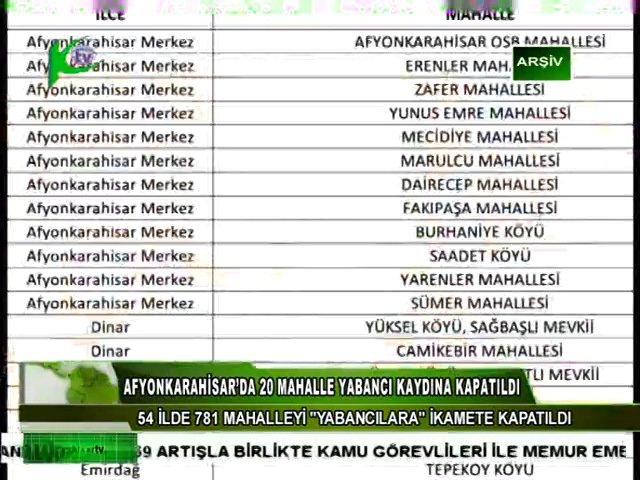 İLÇE MAHALLE
Afyonkarahisar Merkez AFYONKARAHİSAR OSB MAHALLESİ
tv ARŞİV
Afyonkarahisar Merkez ERENLER
Afyonkarahisar Merkez ZAFER MAHALLESİ
Afyonkarahisar Merkez YUNUS EMRE MAHALLESİ
Afyonkarahisar Merkez MECİDİYE MAHALLESİ
Afyonkarahisar Merkez MARULCU MAHALLESİ
Afyonkarahisar Merkez DAİRECEP MAHALLESİ
Afyonkarahisar Merkez FAKIPAŞA MAHALLESİ
Afyonkarahisar Merkez BURHANİYE KÖYÜ
Afyonkarahisar Merkez SAADET KÖYÜ
Afyonkarahisar Merkez YARENLER MAHALLESİ
Afyonkarahisar Merkez SÜMER MAHALLESİ
Dinar YÜKSEL KÖYÜ, SAĞBAŞLI MEVKİİ
Dinar CAMİKEBİR MAHALLESİ
MEVKİİ
AFYONKARAHİSAR'DA 20 MAHALLE YABANCI KAYDINA KAPATILDI
54 İLDE 781 MAHALLEYİ "YABANCILARA" İKAMETE KAPATILDI
ARTIŞLA BİRLİKTE KAMU GÖREVLİLERİ İLE MEMUR EME
Emirdağ TEPEKÖY KÖYÜ